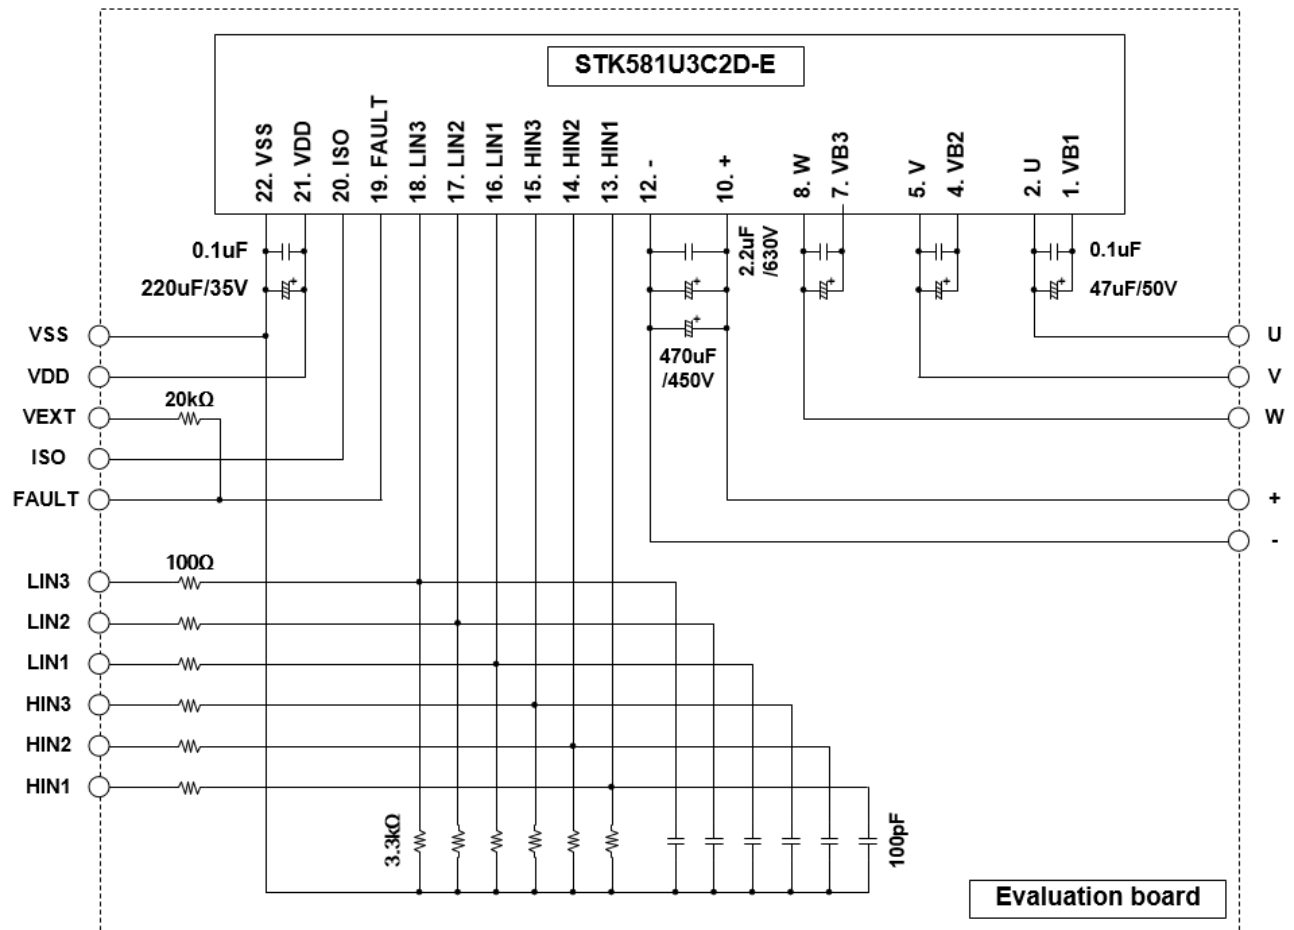 STK581U3C2D-E
22. VSS
21. VDD
20. ISO
19. FAULT
18. LIN3
17. LIN2
16. LIN1
15. HIN3
14. HIN2
13. HIN1
12. -
10. +
8. W
7. VB3
5. V
4. VB2
2. U
1. VB1
0.1uF
220uF/35V
2.2uF
/630V
470uF
/450V
0.1uF
47uF/50V
VSS
VDD
VEXT
20kΩ
ISO
FAULT
U
V
W
+
-
LIN3
100Ω
LIN2
LIN1
HIN3
HIN2
HIN1
3.3kΩ
100pF
Evaluation board